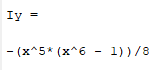 Iy =
-(x^5*(x^6 - 1))/8